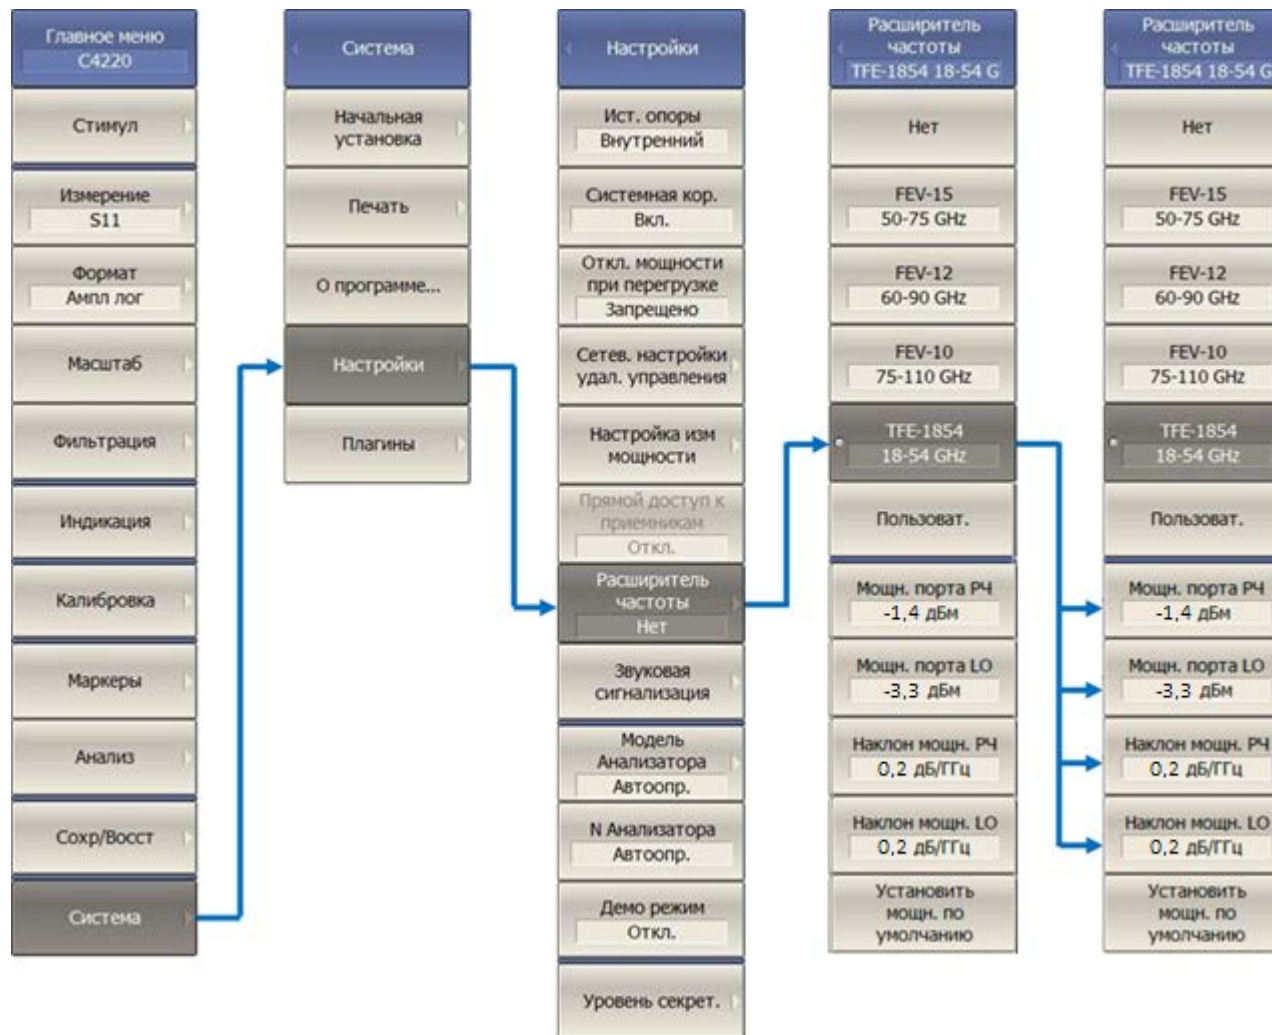 Главное меню
C4220
Стимул
Измерение
S11
Формат
Ампл лог
Масштаб
Фильтрация
Индикация
Калибровка
Маркеры
Анализ
Сохр/Восст
Система
Система
Начальная
установка
Печать
О программе...
Настройки
Плагины
Настройки
Ист. опоры
Внутренний
Системная кор.
Вкл.
Откл. мощности
при перегрузке
Запрещено
Сетев. настройки
удал. управления
Настройка изм
мощности
Прямой доступ к
приемникам
Откл.
Расширитель
частоты
Нет
Звуковая
сигнализация
Модель
Анализатора
Автоопр.
N Анализатора
Автоопр.
Демо режим
Откл.
Уровень секрет.
Расширитель
частоты
TFE-1854 18-54 G
Нет
FEV-15
50-75 GHz
FEV-12
60-90 GHz
FEV-10
75-110 GHz
TFE-1854
18-54 GHz
Пользоват.
Мощн. порта РЧ
-1,4 дБм
Мощн. порта LO
-3,3 дБм
Наклон мощн. РЧ
0,2 дБ/ГГц
Наклон мощн. LO
0,2 дБ/ГГц
Установить
мощн. по
умолчанию
Расширитель
частоты
TFE-1854 18-54 G
Нет
FEV-15
50-75 GHz
FEV-12
60-90 GHz
FEV-10
75-110 GHz
TFE-1854
18-54 GHz
Пользоват.
Мощн. порта РЧ
-1,4 дБм
Мощн. порта LO
-3,3 дБм
Наклон мощн. РЧ
0,2 дБ/ГГц
Наклон мощн. LO
0,2 дБ/ГГц
Установить
мощн. по
умолчанию